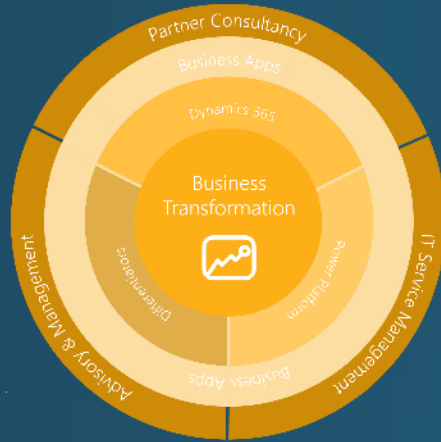 Partner Consultancy
Business Apps
Dynamics 365
Business
Transformation
Differentiators
Power Platform
Advisory & Management
IT Service Management
Business Apps